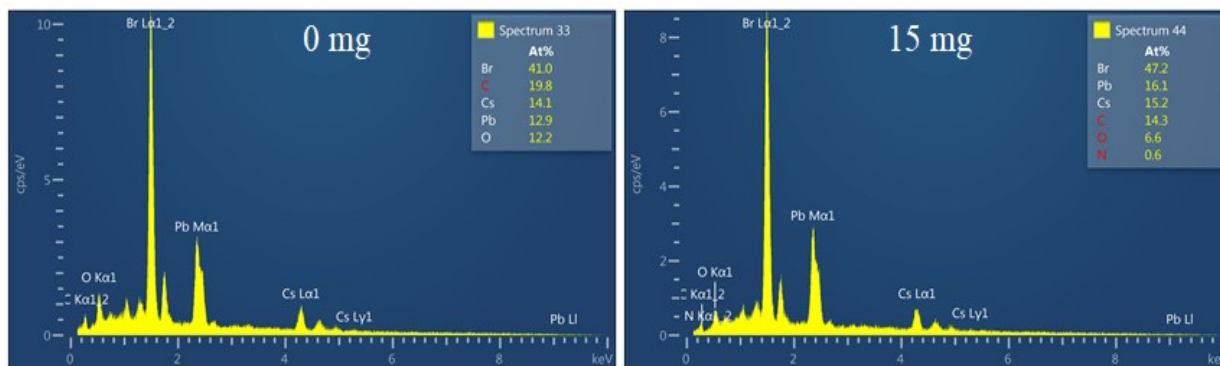 0 mg
Spectrum 33
At%
Br 41.0
C 19.8
Cs 14.1
Pb 12.9
O 12.2
cps/eV
10
5
0
Br Lα1_2
Pb Mα1
O Kα1
Kα1_2
Cs Lα1
Cs Lγ1
Pb Ll
0 2 4 6 8 keV
15 mg
Spectrum 44
At%
Br 47.2
Pb 16.1
Cs 15.2
C 14.3
O 6.6
N 0.6
cps/eV
8
6
4
2
0
Br Lα1_2
Pb Mα1
O Kα1
Kα1_2
N Kα1_2
Cs Lα1
Cs Lγ1
Pb Ll
0 2 4 6 8 keV